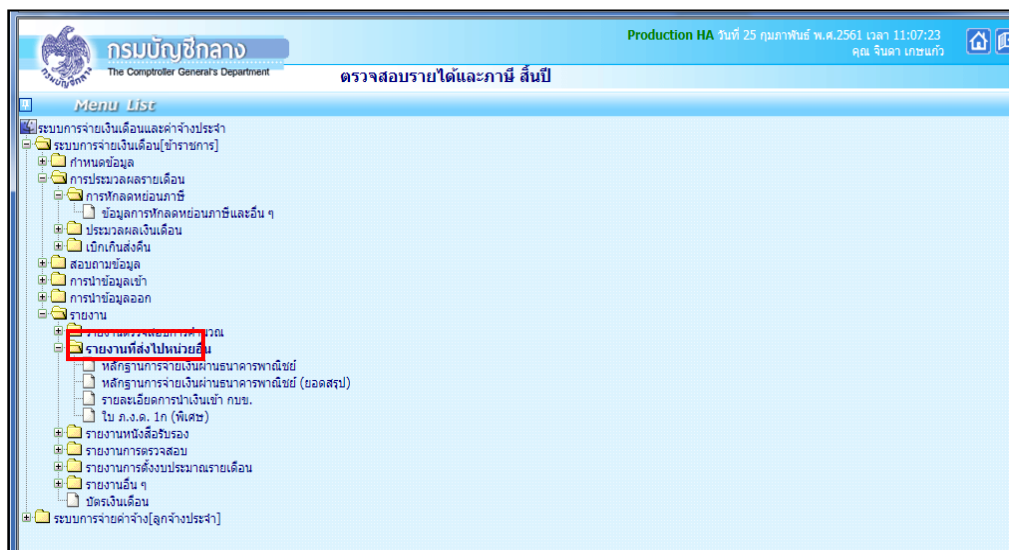 กรมบัญชีกลาง
The Comptroller General's Department
Production HA วันที่ 25 กุมภาพันธ์ พ.ศ.2561 เวลา 11:07:23
คุณ จินดา เกษแก้ว
ตรวจสอบรายได้และภาษี สิ้นปี
Menu List
ระบบการจ่ายเงินเดือนและค่าจ้างประจำ
ระบบการจ่ายเงินเดือน[ข้าราชการ]
กำหนดข้อมูล
การประมวลผลรายเดือน
การหักลดหย่อนภาษี
ข้อมูลการหักลดหย่อนภาษีและอื่น ๆ
ประมวลผลเงินเดือน
เบิกเกินส่งคืน
สอบถามข้อมูล
การนำข้อมูลเข้า
การนำข้อมูลออก
รายงาน
รายงานตรวจสอบการคำนวณ
รายงานที่ส่งไปหน่วยอื่น
หลักฐานการจ่ายเงินผ่านธนาคารพาณิชย์
หลักฐานการจ่ายเงินผ่านธนาคารพาณิชย์ (ยอดสรุป)
รายละเอียดการนำเงินเข้า กบข.
ใบ ภ.ง.ด. 1ก (พิเศษ)
รายงานหนังสือรับรอง
รายงานการตรวจสอบ
รายงานการตั้งงบประมาณรายเดือน
รายงานอื่น ๆ
บัตรเงินเดือน
ระบบการจ่ายค่าจ้าง[ลูกจ้างประจำ]